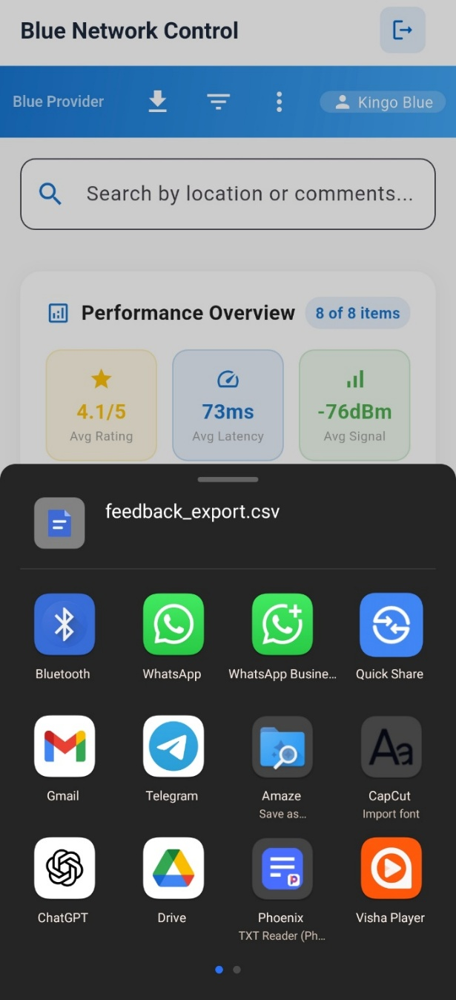 Blue Network Control
Blue Provider
Kingo Blue
Search by location or comments...
Performance Overview
8 of 8 items
4.1/5
73ms
-76dBm
Avg Rating
Avg Latency
Avg Signal
feedback_export.csv
Bluetooth
WhatsApp
WhatsApp Busine...
Quick Share
Gmail
Telegram
Amaze
CapCut
Save as...
Import font
Aa
ChatGPT
Drive
Phoenix
Visha Player
TXT Reader (Ph...